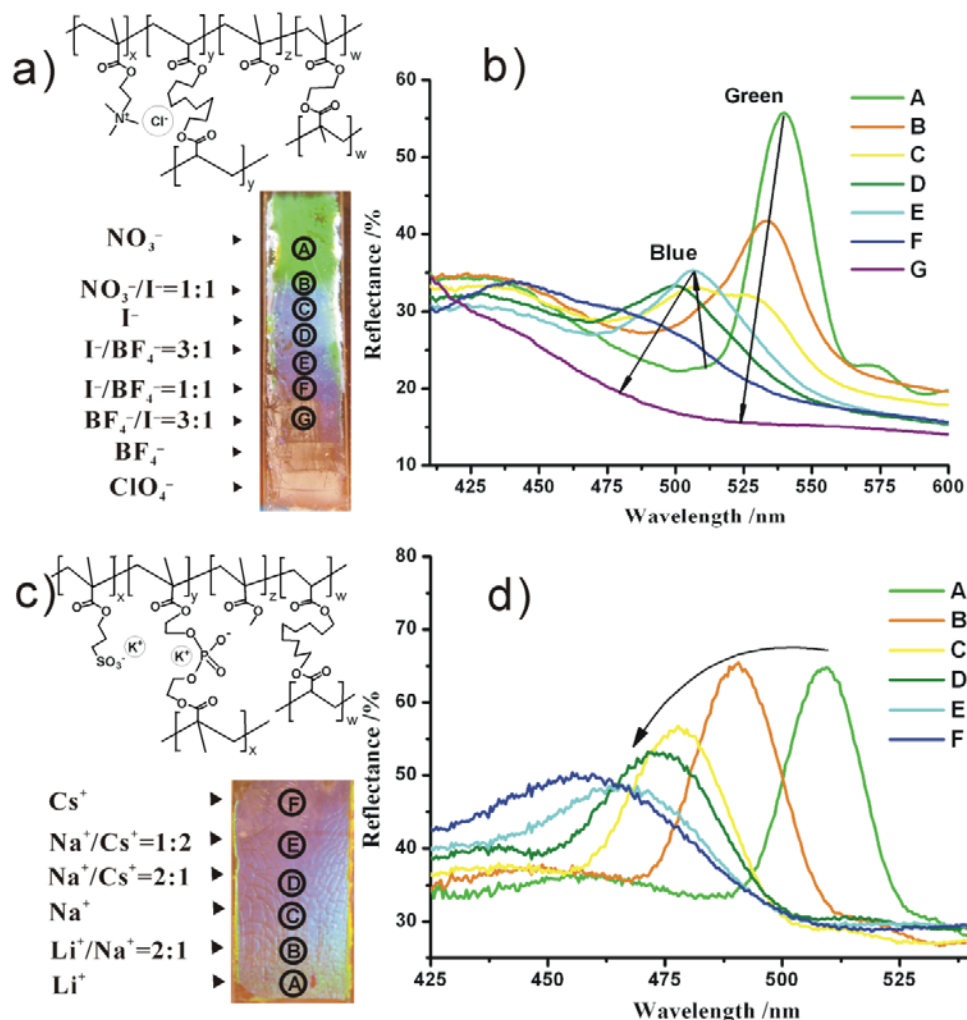 a)
[ ]x [ ]y [ ]z [ ]w
O O O O O O O O
N+ Cl-
O O O O
[ ]y [ ]w
NO₃⁻
NO₃⁻/I⁻=1:1
I⁻
I⁻/BF₄⁻=3:1
I⁻/BF₄⁻=1:1
BF₄⁻/I⁻=3:1
BF₄⁻
ClO₄⁻
A
B
C
D
E
F
G
b)
Reflectance /%
60
50
40
30
20
10
Green
Blue
A
B
C
D
E
F
G
425 450 475 500 525 550 575 600
Wavelength /nm
c)
[ ]x [ ]y [ ]z [ ]w
O O O O O O O O
SO₃⁻ K⁺ K⁺ O P O⁻
O O
O O O O
[ ]x [ ]w
Cs⁺
Na⁺/Cs⁺=1:2
Na⁺/Cs⁺=2:1
Na⁺
Li⁺/Na⁺=2:1
Li⁺
F
E
D
C
B
A
d)
Reflectance /%
80
70
60
50
40
30
A
B
C
D
E
F
425 450 475 500 525
Wavelength /nm